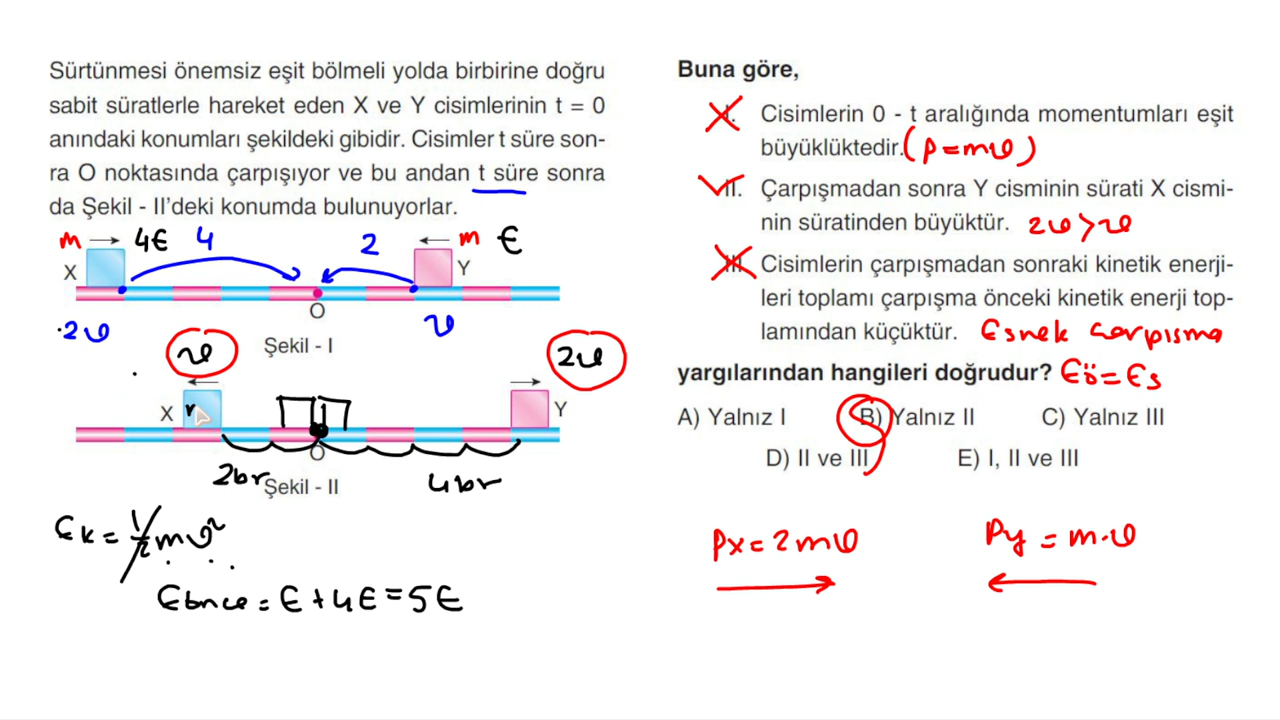 Sürtünmesi önemsiz eşit bölmeli yolda birbirine doğru
sabit süratlerle hareket eden X ve Y cisimlerinin t = 0
anındaki konumları şekildeki gibidir. Cisimler t süre son-
ra O noktasında çarpışıyor ve bu andan t süre sonra
da Şekil - II'deki konumda bulunuyorlar.
m 4E 4 2 m E
X Y
O
2υ υ
Şekil - I
υ 2υ
X Y
O
2br 4br
Şekil - II
Ek = 1/2 mυ²
Eönce = E + 4E = 5E
Buna göre,
I. Cisimlerin 0 - t aralığında momentumları eşit
büyüklüktedir. (P = mυ)
II. Çarpışmadan sonra Y cisminin sürati X cismi-
nin süratinden büyüktür. 2υ > υ
III. Cisimlerin çarpışmadan sonraki kinetik enerji-
leri toplamı çarpışma önceki kinetik enerji top-
lamından küçüktür. Esnek çarpışma
yargılarından hangileri doğrudur? Eö = Es
A) Yalnız I B) Yalnız II C) Yalnız III
D) II ve III E) I, II ve III
Px = 2mυ Py = m.υ